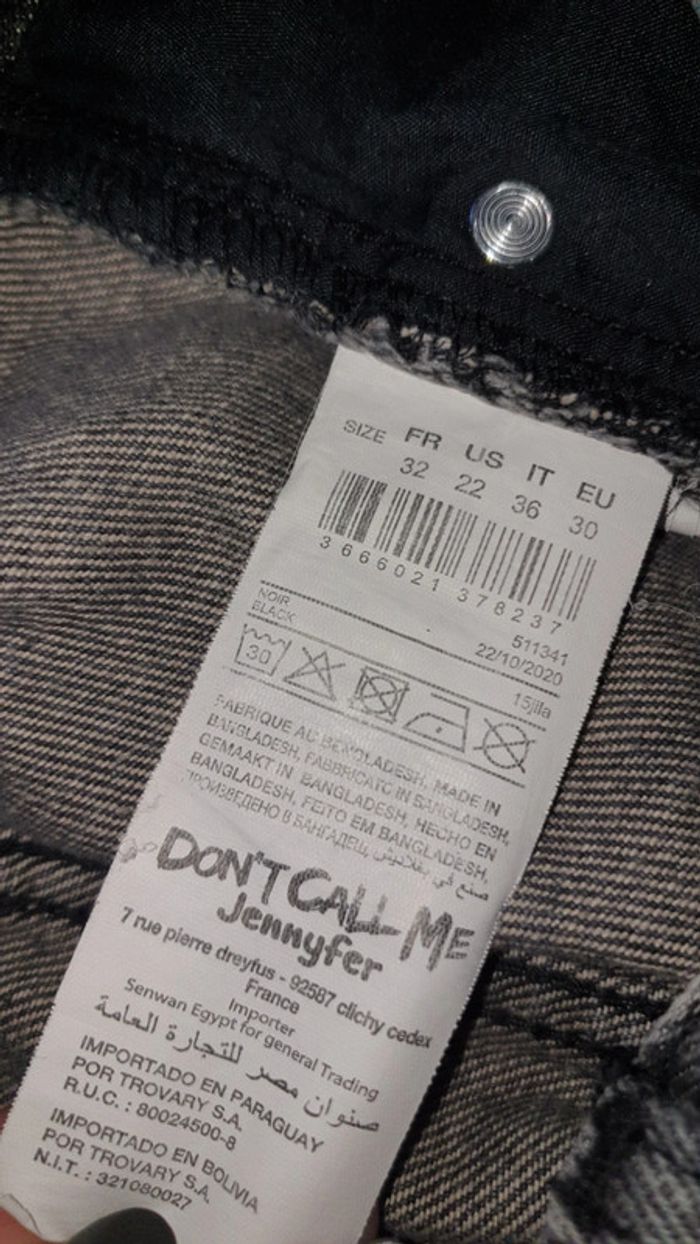 SIZE FR US IT EU
32 22 36 30
3666021 378237
NOIR 511341
BLACK 22/10/2020
15jila
30
FABRIQUE AU BENGLADESH, MADE IN
BANGLADESH, FABBRICATO IN BANGLADESH,
GEMAAKT IN BANGLADESH, HECHO EN
BANGLADESH, FEITO EM BANGLADESH,
ПРОИЗВЕДЕНО В БАНГАДЕШ, صنع في بنغلاديش
DON'T CALL ME
Jennyfer
7 rue pierre dreyfus - 92587 clichy cedex
France
Importer
Senwan Egypt for general Trading
صنوان مصر للتجارة العامة
IMPORTADO EN PARAGUAY
POR TROVARY S.A.
R.U.C. : 80024500-8
IMPORTADO EN BOLIVIA
POR TROVARY S.A.
N.I.T. : 321080027